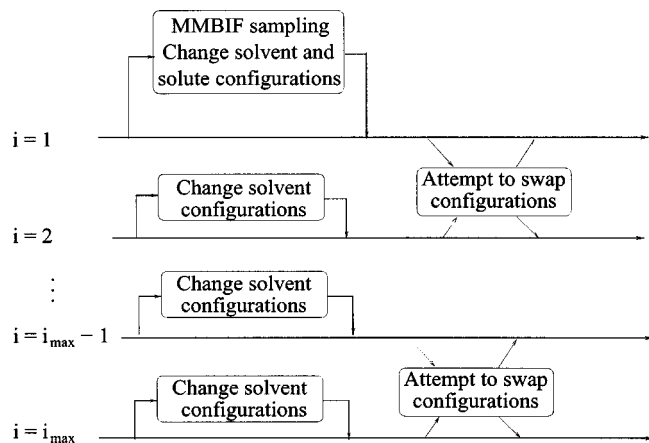 MMBIF sampling
Change solvent and
solute configurations
i = 1
Change solvent
configurations
Attempt to swap
configurations
i = 2
⋮
Change solvent
configurations
i = i_max − 1
Change solvent
configurations
Attempt to swap
configurations
i = i_max